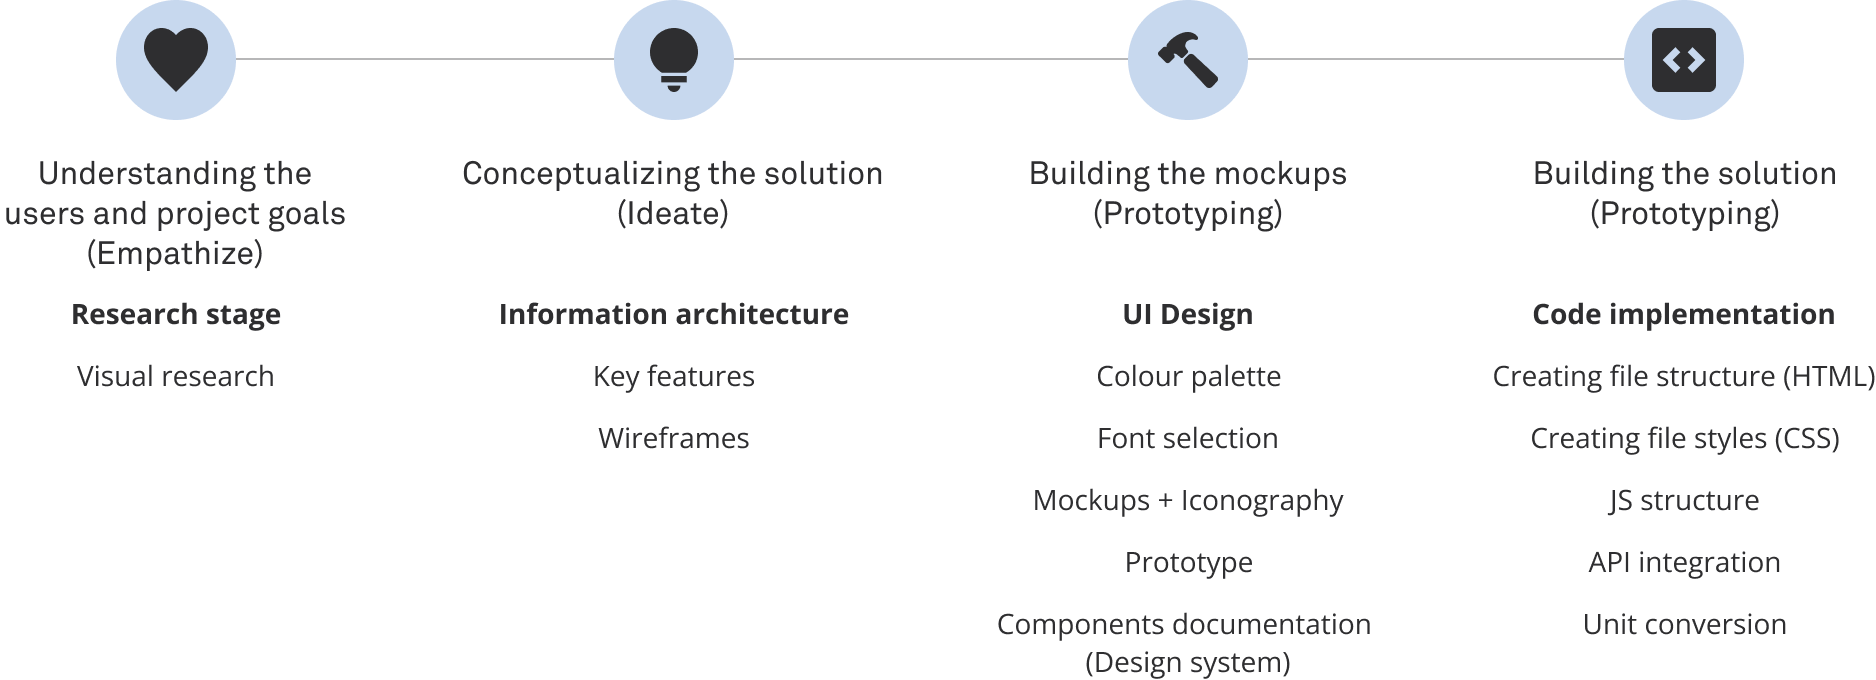 Understanding the
users and project goals
(Empathize)
Research stage
Visual research
Conceptualizing the solution
(Ideate)
Information architecture
Key features
Wireframes
Building the mockups
(Prototyping)
UI Design
Colour palette
Font selection
Mockups + Iconography
Prototype
Components documentation
(Design system)
Building the solution
(Prototyping)
Code implementation
Creating file structure (HTML)
Creating file styles (CSS)
JS structure
API integration
Unit conversion